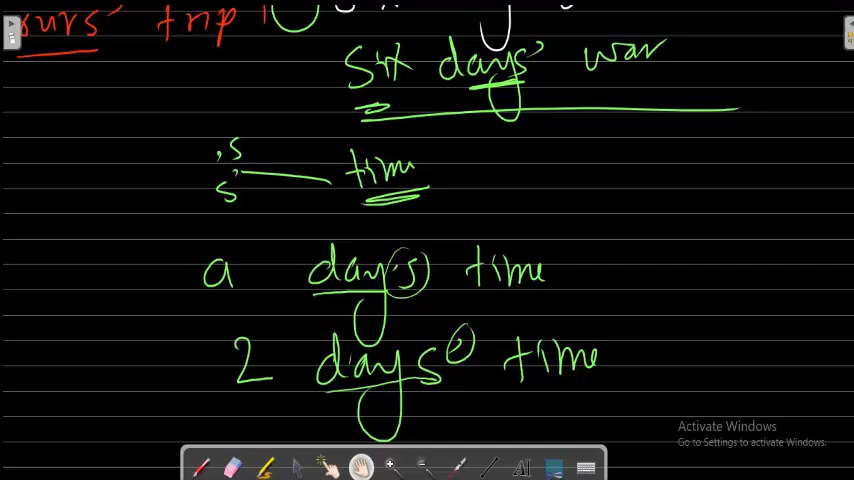 ours' trip
Six days' war
's
s' time
a day's time
2 days' time
Activate Windows
Go to Settings to activate Windows.
AI